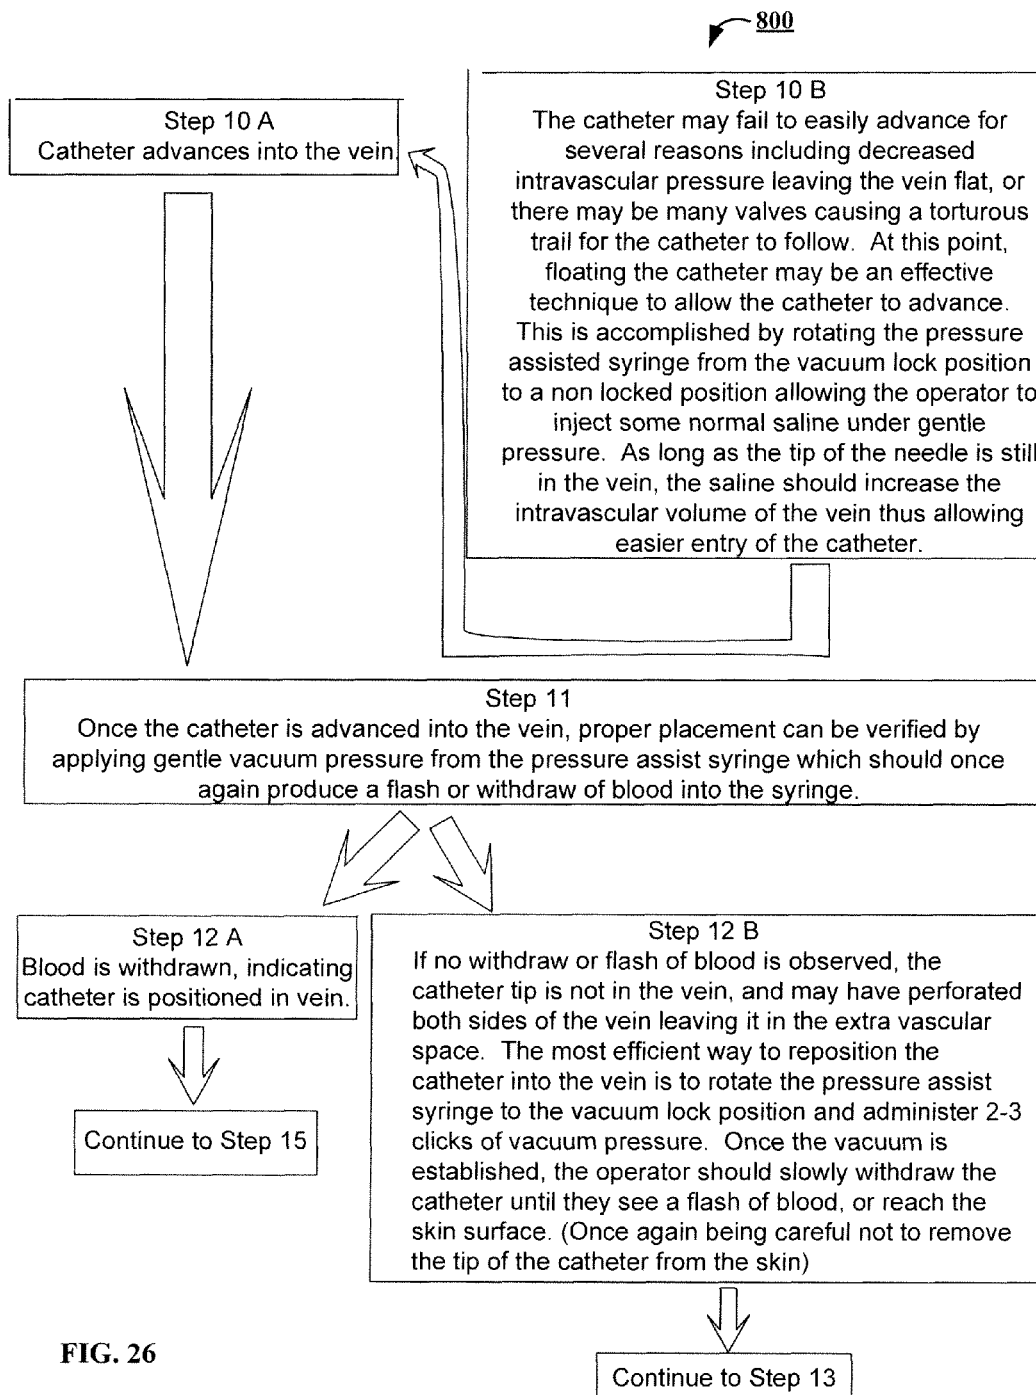 800
Step 10 A
Catheter advances into the vein.
Step 10 B
The catheter may fail to easily advance for
several reasons including decreased
intravascular pressure leaving the vein flat, or
there may be many valves causing a torturous
trail for the catheter to follow. At this point,
floating the catheter may be an effective
technique to allow the catheter to advance.
This is accomplished by rotating the pressure
assisted syringe from the vacuum lock position
to a non locked position allowing the operator to
inject some normal saline under gentle
pressure. As long as the tip of the needle is still
in the vein, the saline should increase the
intravascular volume of the vein thus allowing
easier entry of the catheter.
Step 11
Once the catheter is advanced into the vein, proper placement can be verified by
applying gentle vacuum pressure from the pressure assist syringe which should once
again produce a flash or withdraw of blood into the syringe.
Step 12 A
Blood is withdrawn, indicating
catheter is positioned in vein.
Continue to Step 15
Step 12 B
If no withdraw or flash of blood is observed, the
catheter tip is not in the vein, and may have perforated
both sides of the vein leaving it in the extra vascular
space. The most efficient way to reposition the
catheter into the vein is to rotate the pressure assist
syringe to the vacuum lock position and administer 2-3
clicks of vacuum pressure. Once the vacuum is
established, the operator should slowly withdraw the
catheter until they see a flash of blood, or reach the
skin surface. (Once again being careful not to remove
the tip of the catheter from the skin)
Continue to Step 13
FIG. 26